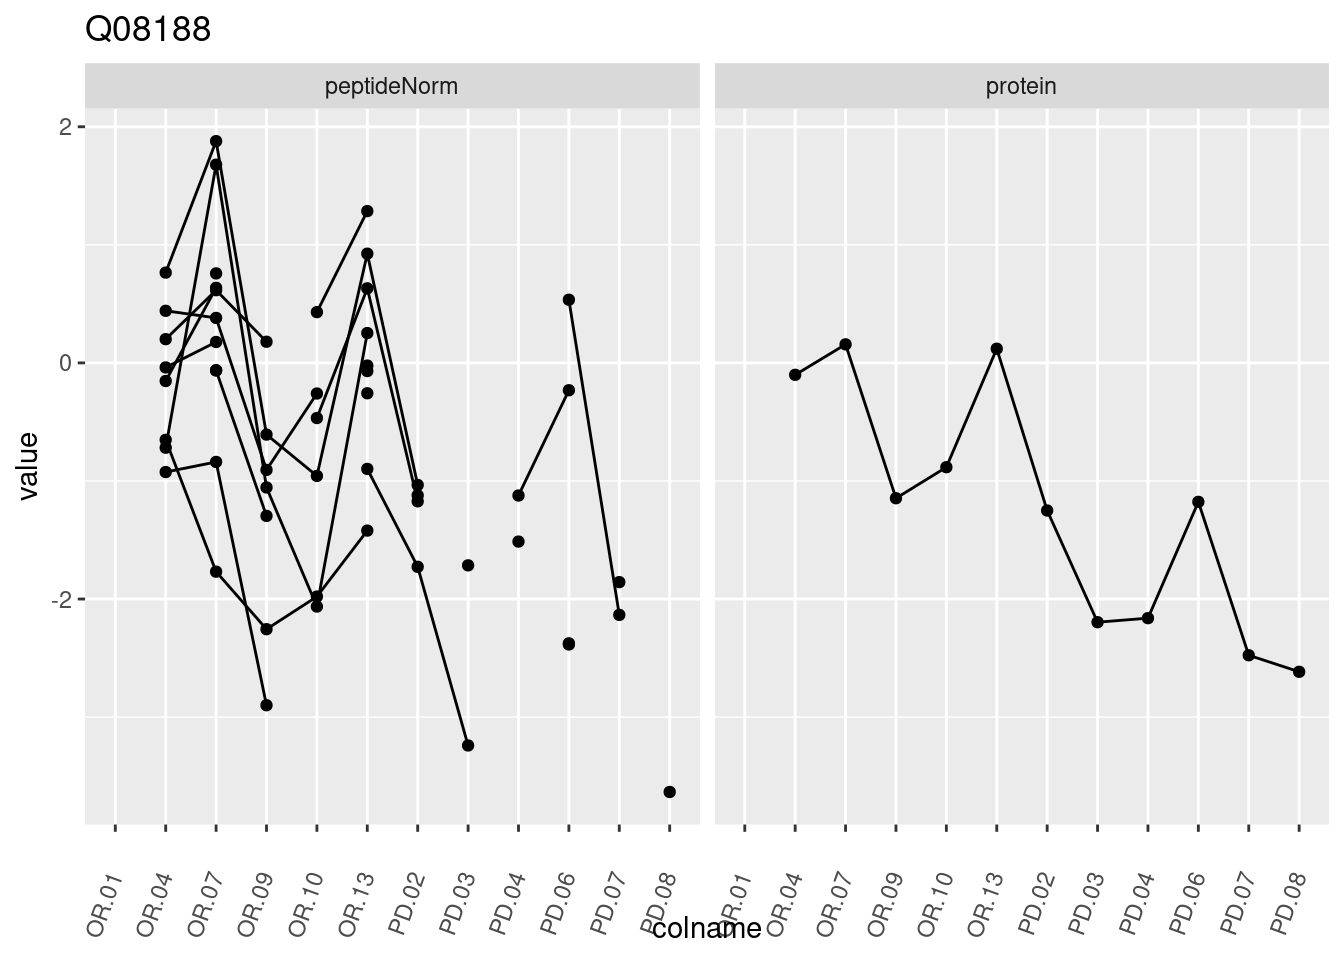 Q08188
peptideNorm
protein
value
2
0
-2
OR.01
OR.04
OR.07
OR.09
OR.10
OR.13
PD.02
PD.03
PD.04
PD.06
PD.07
PD.08
OR.01
OR.04
OR.07
OR.09
OR.10
OR.13
PD.02
PD.03
PD.04
PD.06
PD.07
PD.08
colname